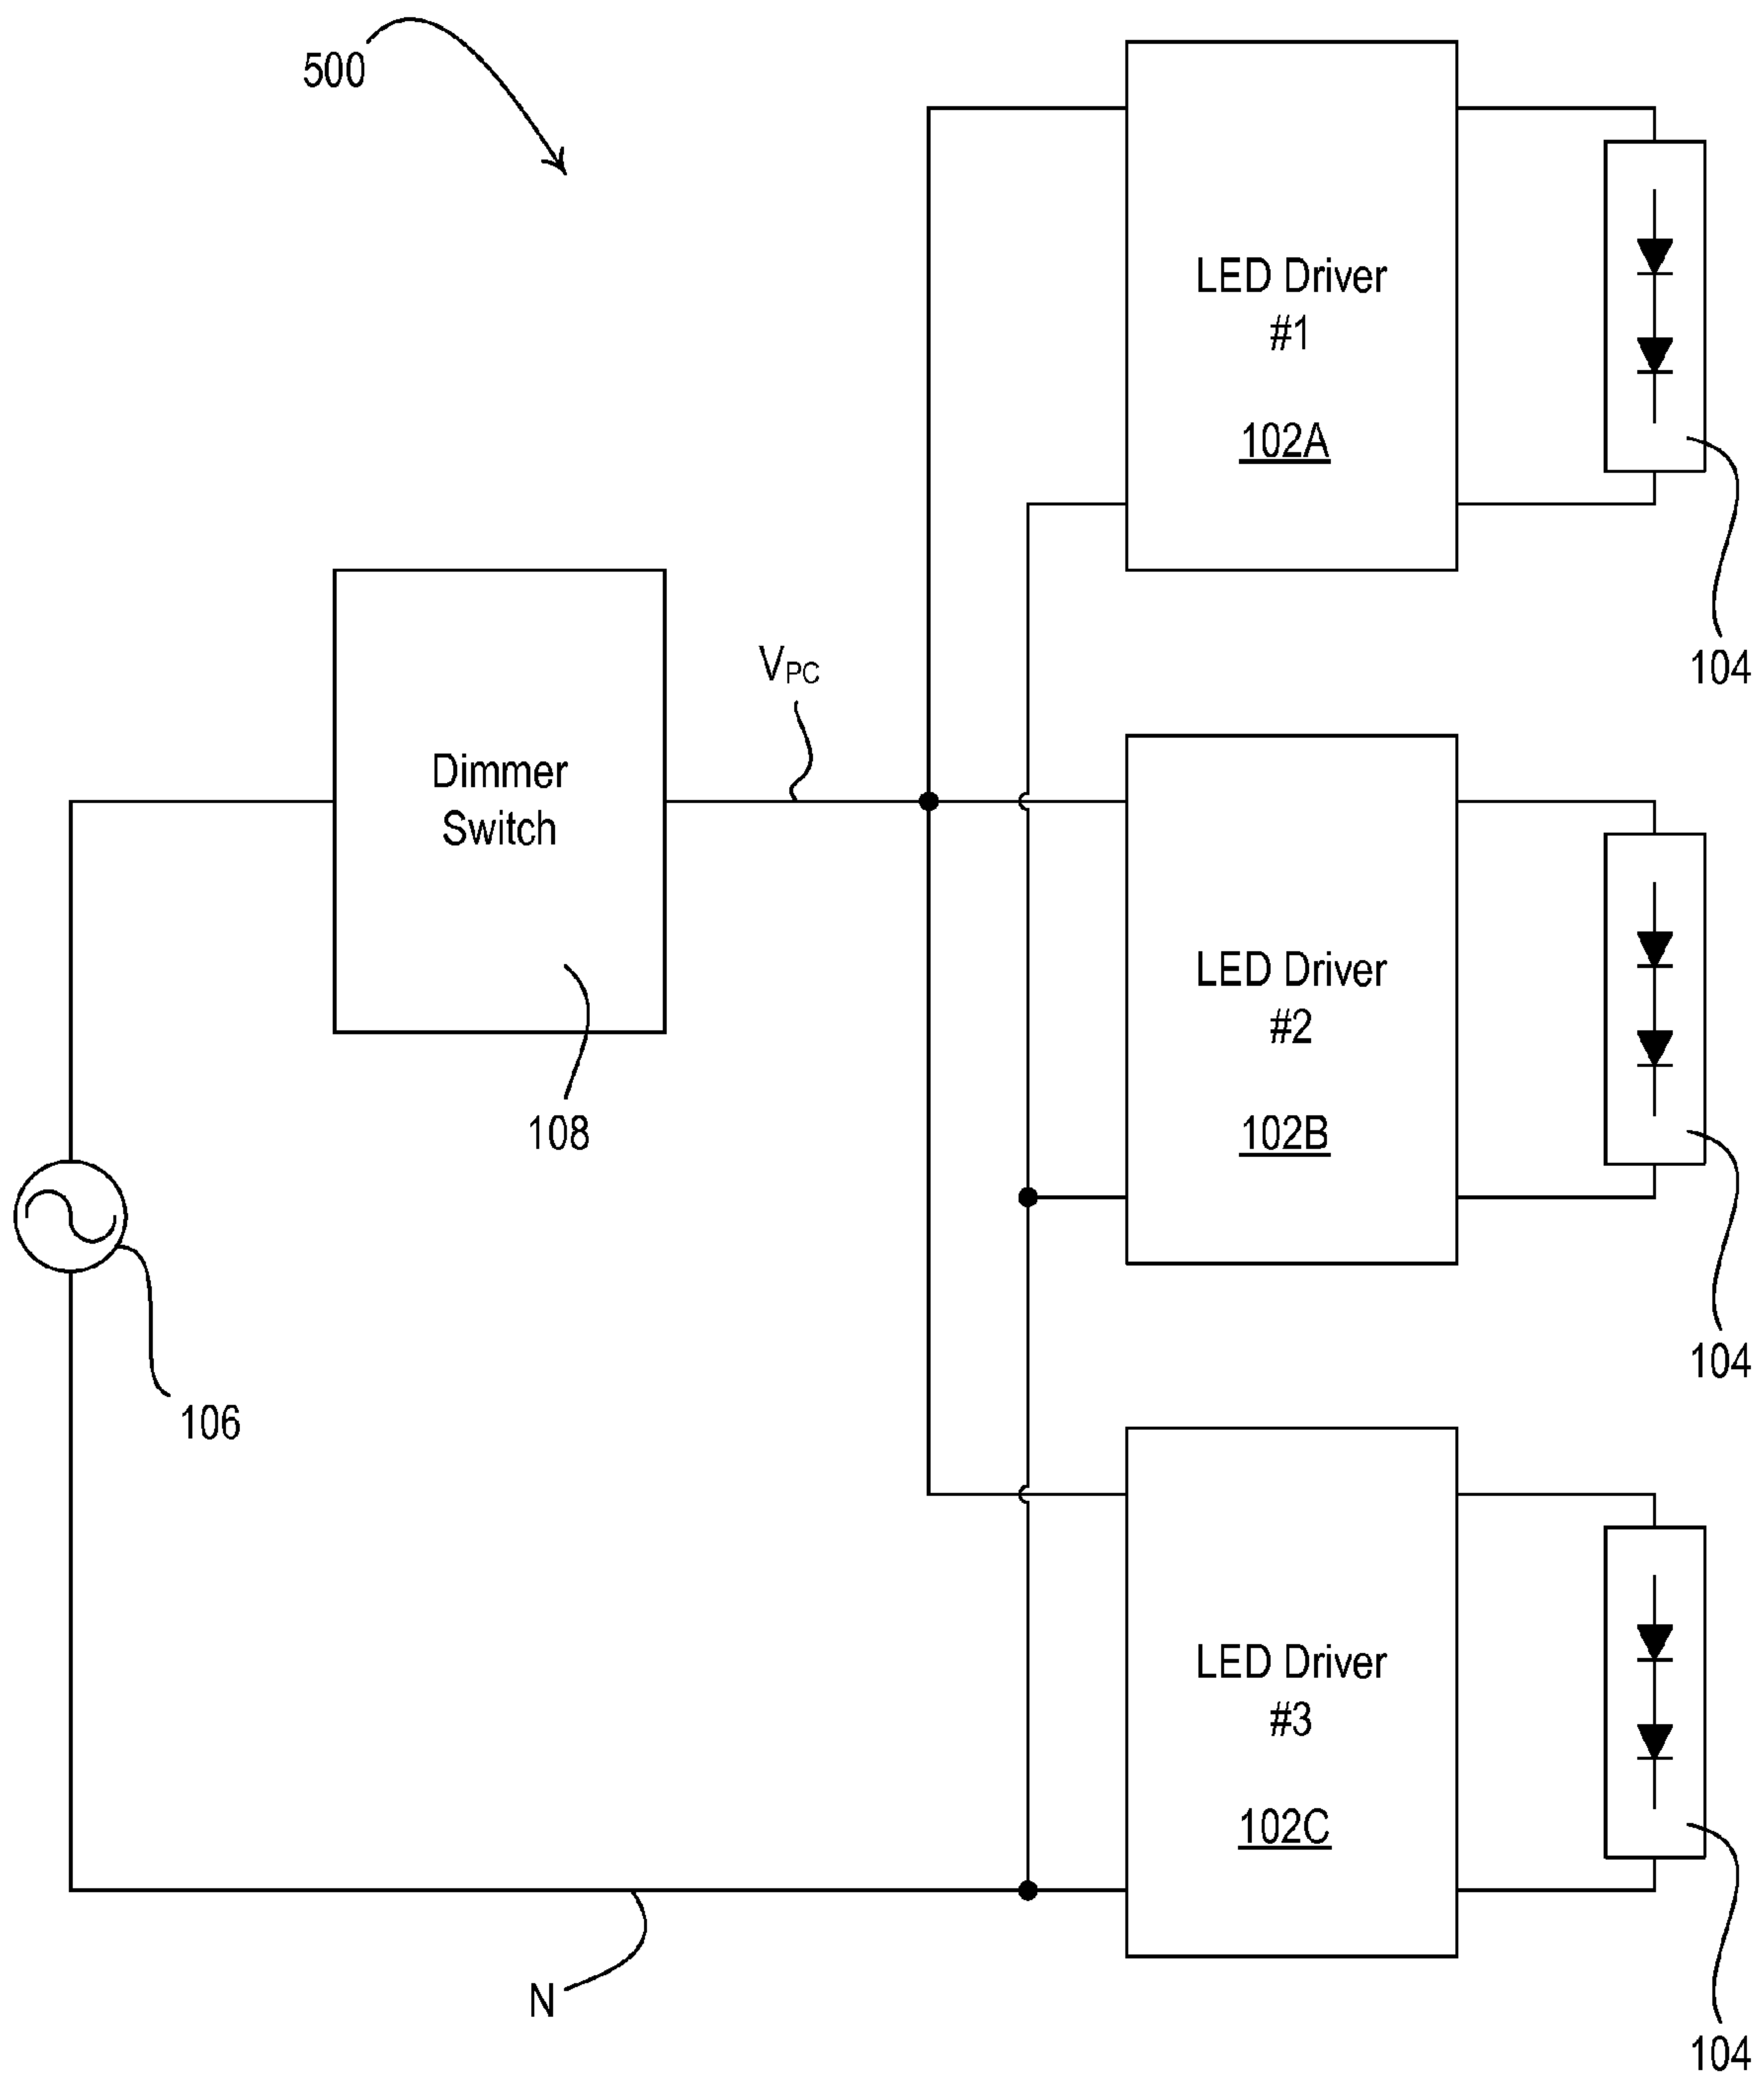 500
LED Driver
#1
102A
104
V_PC
Dimmer
Switch
108
LED Driver
#2
102B
104
106
LED Driver
#3
102C
N
104